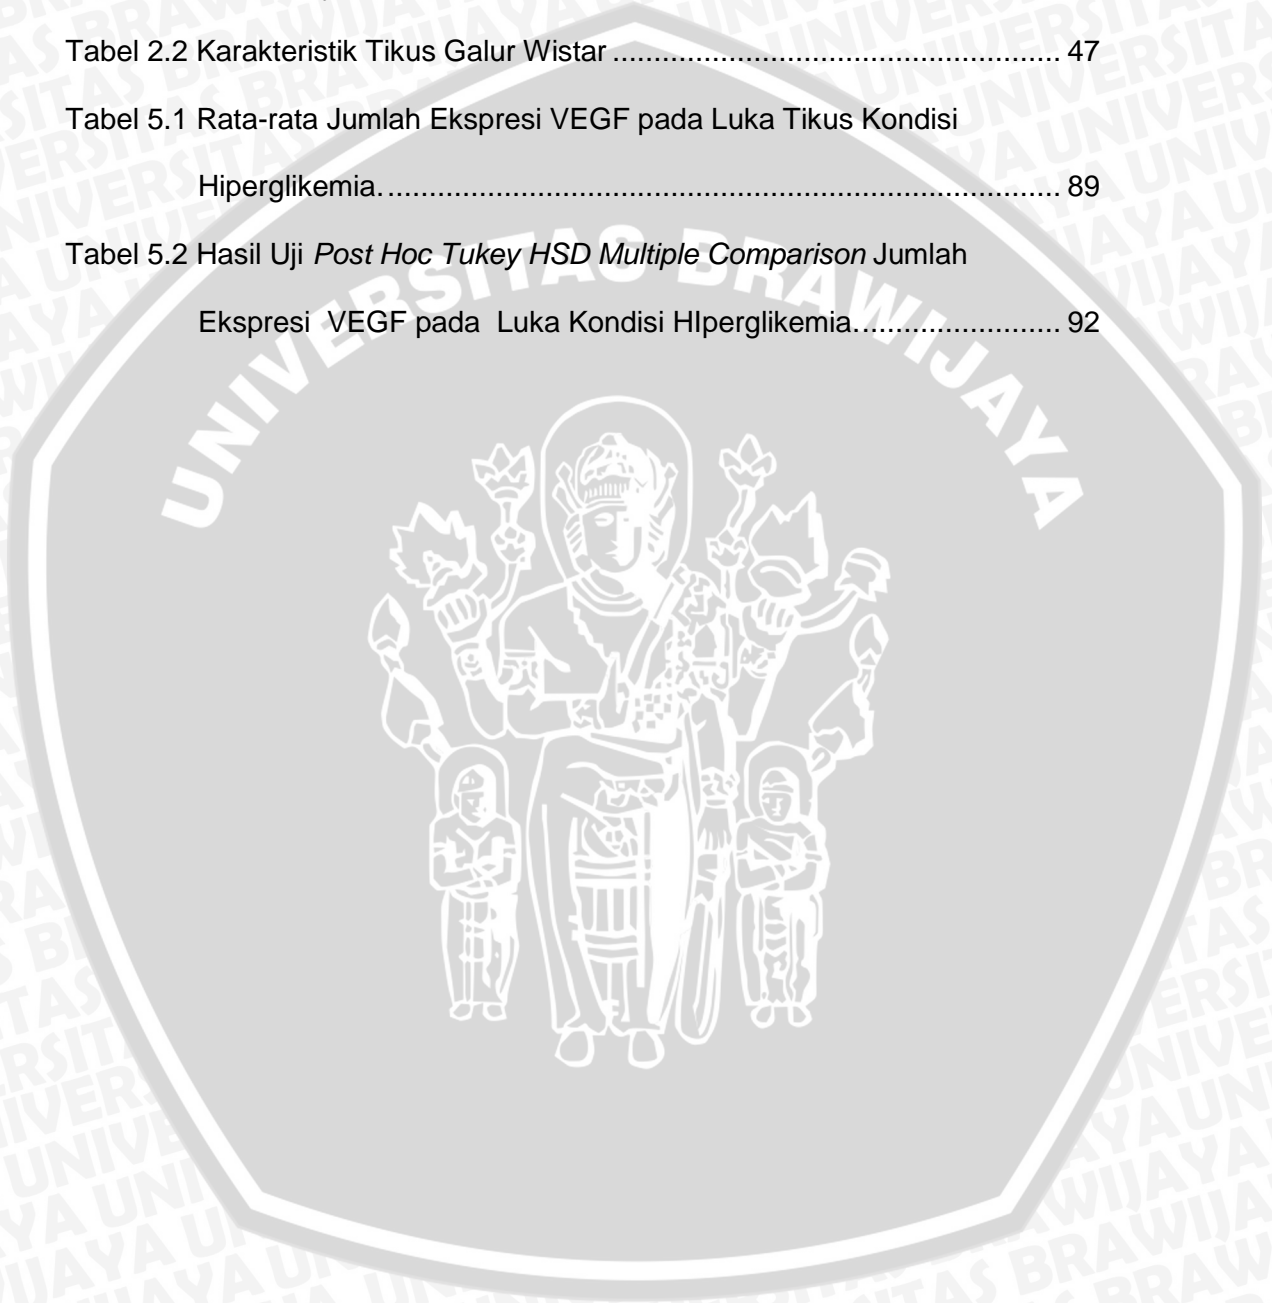 Tabel 2.2 Karakteristik Tikus Galur Wistar ...................................................... 47
Tabel 5.1 Rata-rata Jumlah Ekspresi VEGF pada Luka Tikus Kondisi
Hiperglikemia. ................................................................................. 89
Tabel 5.2 Hasil Uji Post Hoc Tukey HSD Multiple Comparison Jumlah
Ekspresi VEGF pada Luka Kondisi HIperglikemia. ........................ 92
UNIVERSITAS BRAWIJAYA